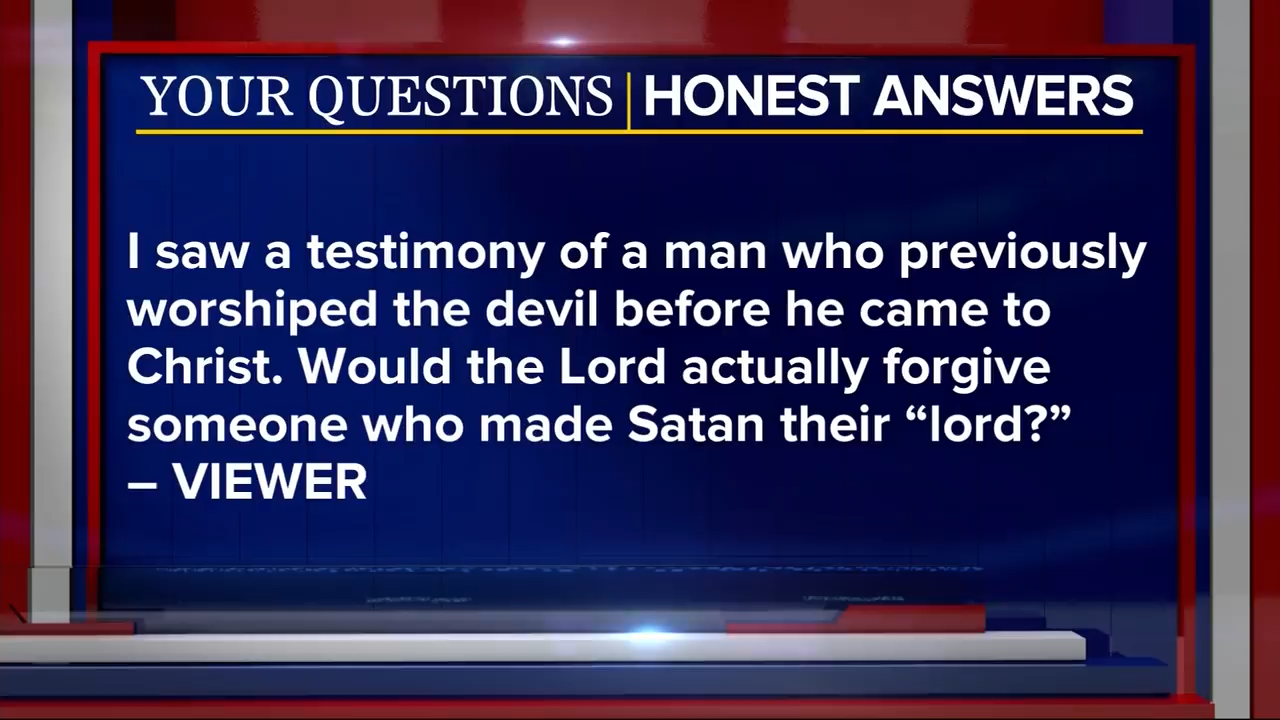 YOUR QUESTIONS | HONEST ANSWERS
I saw a testimony of a man who previously
worshiped the devil before he came to
Christ. Would the Lord actually forgive
someone who made Satan their “lord?”
– VIEWER